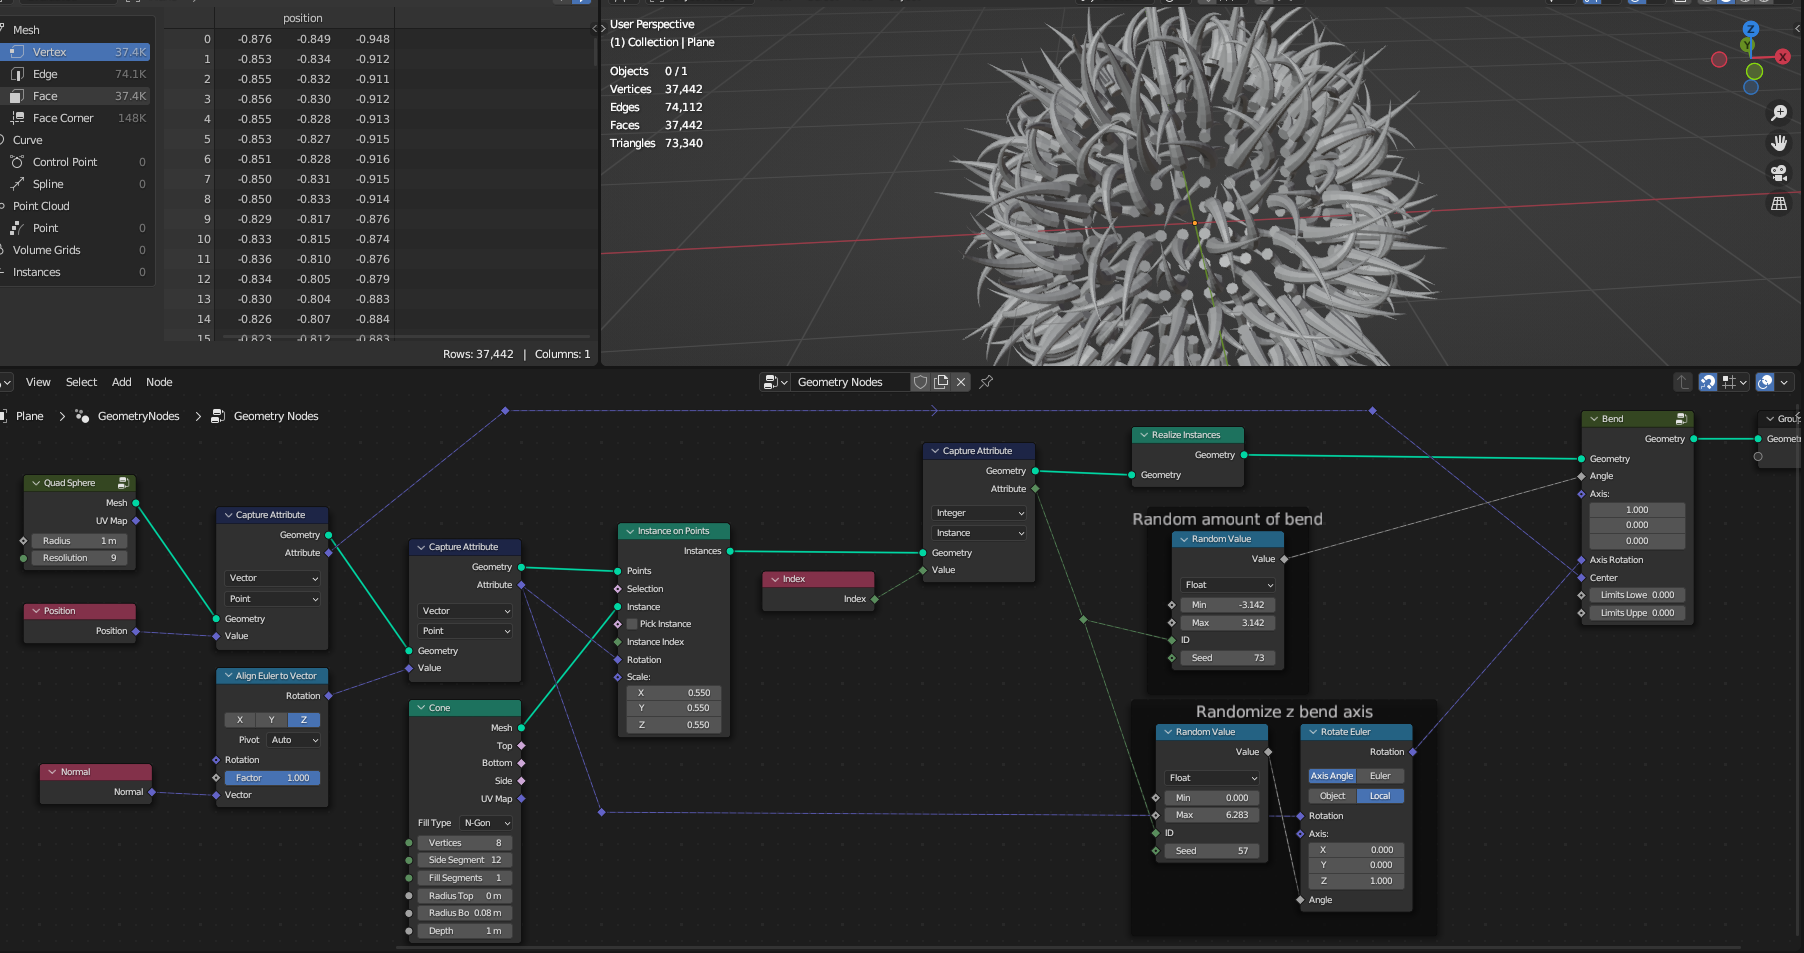 Mesh
Vertex 37.4K
Edge 74.1K
Face 37.4K
Face Corner 148K
Curve
Control Point 0
Spline 0
Point Cloud
Point 0
Volume Grids 0
Instances 0
position
0 -0.876 -0.849 -0.948
1 -0.853 -0.834 -0.912
2 -0.855 -0.832 -0.911
3 -0.856 -0.830 -0.912
4 -0.855 -0.828 -0.913
5 -0.853 -0.827 -0.915
6 -0.851 -0.828 -0.916
7 -0.850 -0.831 -0.915
8 -0.850 -0.833 -0.914
9 -0.829 -0.817 -0.876
10 -0.833 -0.815 -0.874
11 -0.836 -0.810 -0.876
12 -0.834 -0.805 -0.879
13 -0.830 -0.804 -0.883
14 -0.826 -0.807 -0.884
15 -0.823 -0.812 -0.883
Rows: 37,442 | Columns: 1
User Perspective
(1) Collection | Plane
Objects 0/1
Vertices 37,442
Edges 74,112
Faces 37,442
Triangles 73,340
Z
Y
X
View Select Add Node
Geometry Nodes
Plane > GeometryNodes > Geometry Nodes
Quad Sphere
Mesh
UV Map
Radius 1 m
Resolution 9
Position
Position
Normal
Normal
Capture Attribute
Geometry
Attribute
Vector
Point
Geometry
Value
Align Euler to Vector
Rotation
X Y Z
Pivot Auto
Rotation
Factor 1.000
Vector
Capture Attribute
Geometry
Attribute
Vector
Point
Geometry
Value
Cone
Mesh
Top
Bottom
Side
UV Map
Fill Type N-Gon
Vertices 8
Side Segment 12
Fill Segments 1
Radius Top 0 m
Radius Bo 0.08 m
Depth 1 m
Instance on Points
Instances
Points
Selection
Instance
Pick Instance
Instance Index
Rotation
Scale:
X 0.550
Y 0.550
Z 0.550
Index
Index
Capture Attribute
Geometry
Attribute
Integer
Instance
Geometry
Value
Realize Instances
Geometry
Geometry
Random amount of bend
Random Value
Value
Float
Min -3.142
Max 3.142
ID
Seed 73
Randomize z bend axis
Random Value
Value
Float
Min 0.000
Max 6.283
ID
Seed 57
Rotate Euler
Rotation
Axis Angle Euler
Object Local
Rotation
Axis:
X 0.000
Y 0.000
Z 1.000
Angle
Bend
Geometry
Geometry
Angle
Axis:
1.000
0.000
0.000
Axis Rotation
Center
Limits Lowe 0.000
Limits Uppe 0.000
Grou
Geomet